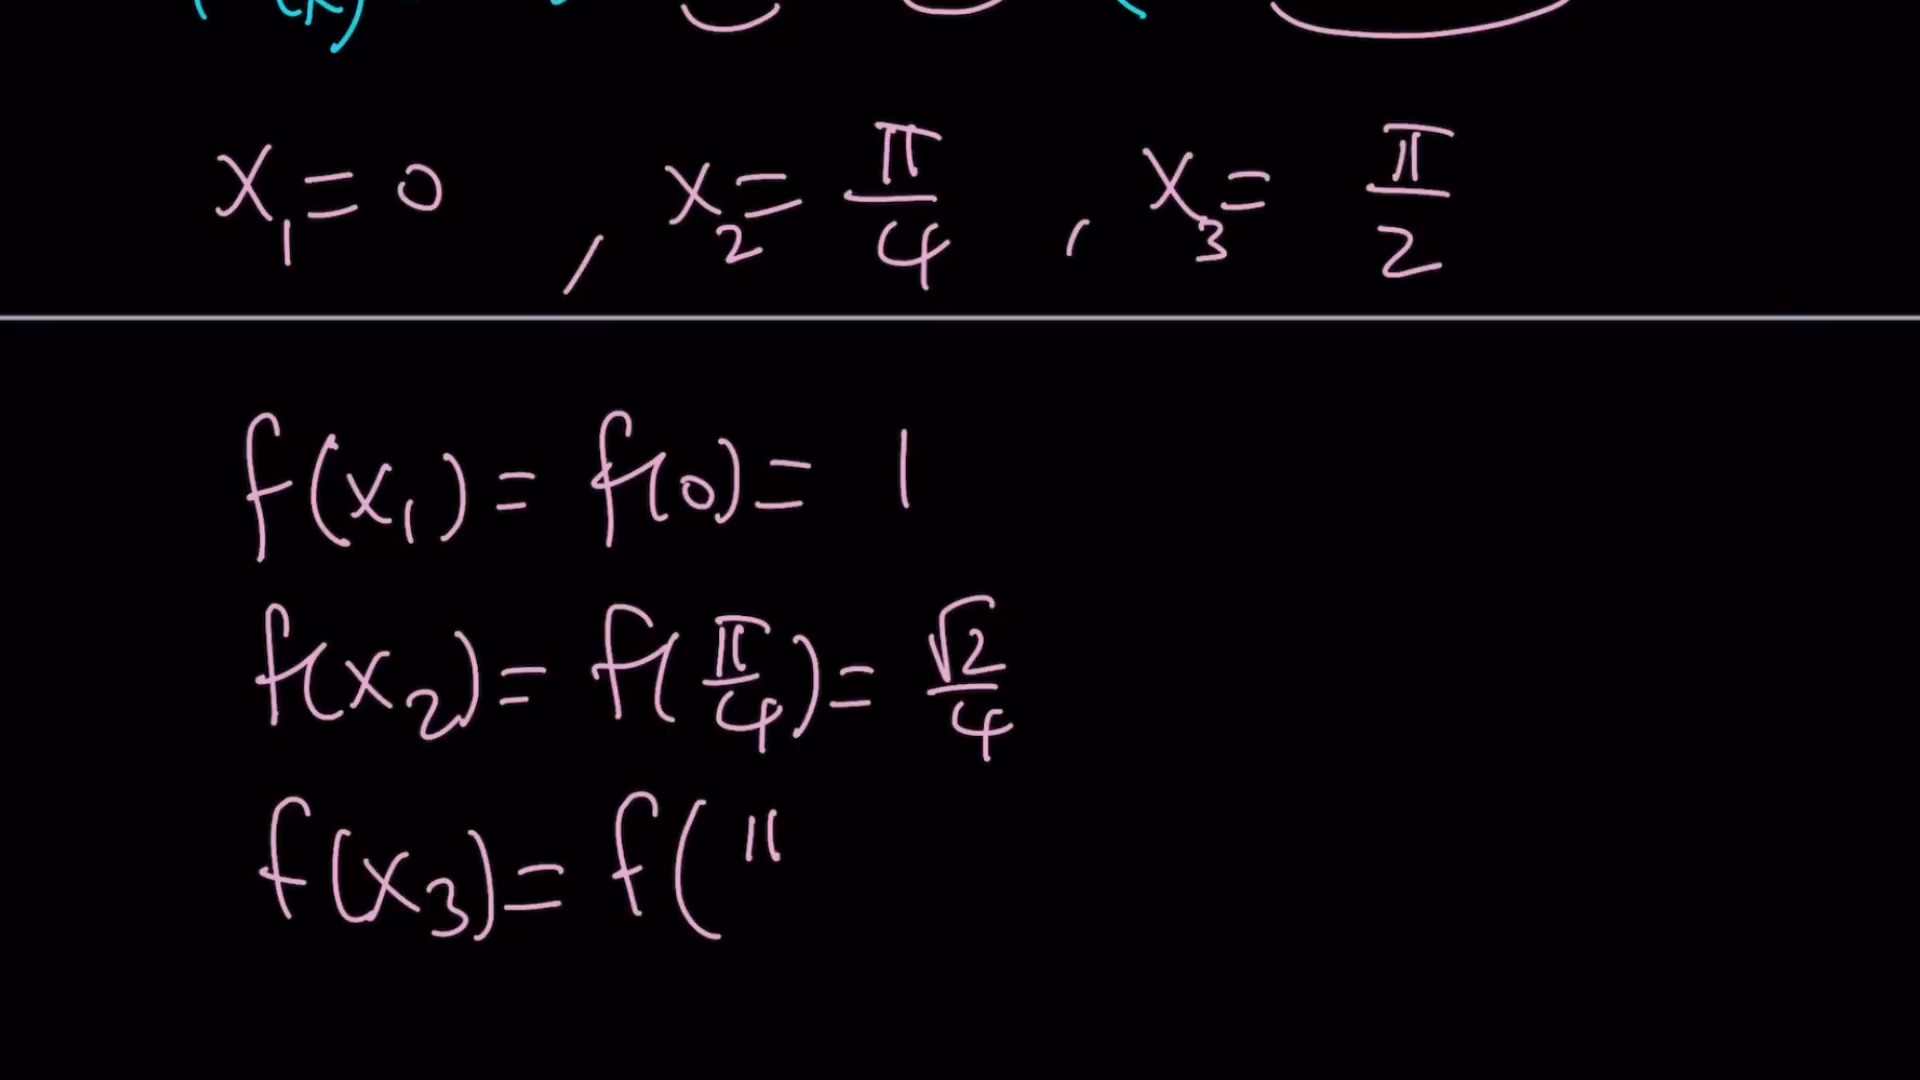 x₁ = 0 , x₂ = π/4 , x₃ = π/2
f(x₁) = f(0) = 1
f(x₂) = f(π/4) = √2/4
f(x₃) = f(